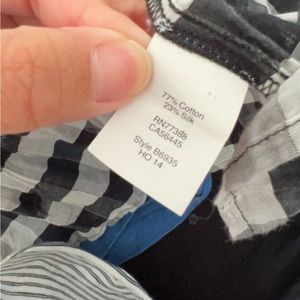 77% Cotton
23% Silk
RN77388
CA56445
Style B6935
HO 14